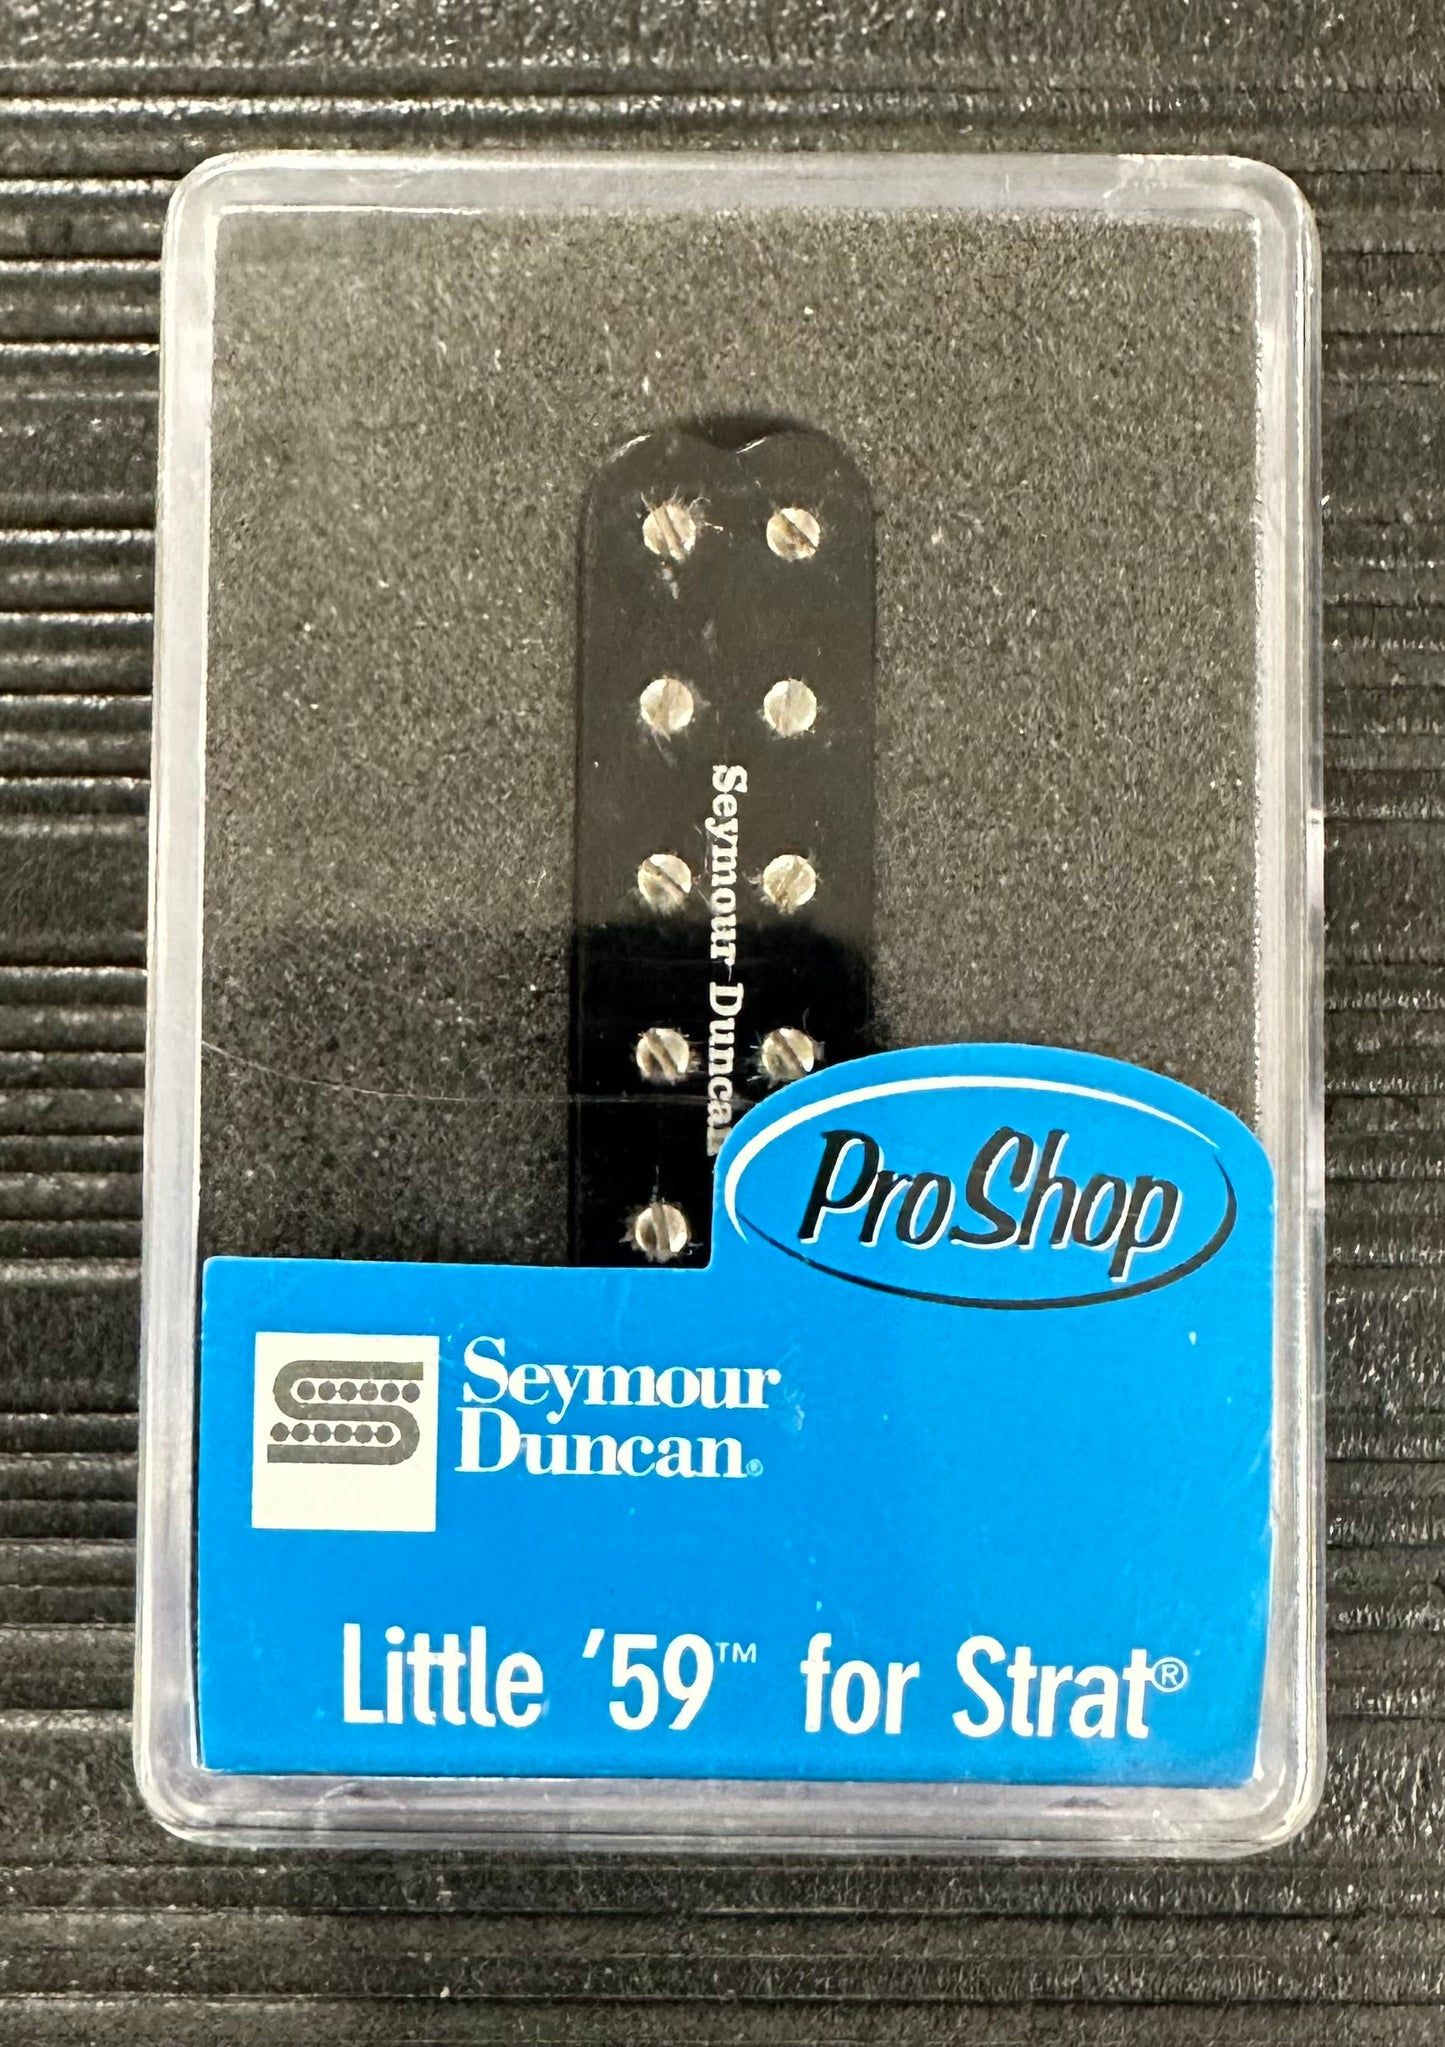 Seymour Duncan
ProShop
Seymour
Duncan®
Little '59™ for Strat®